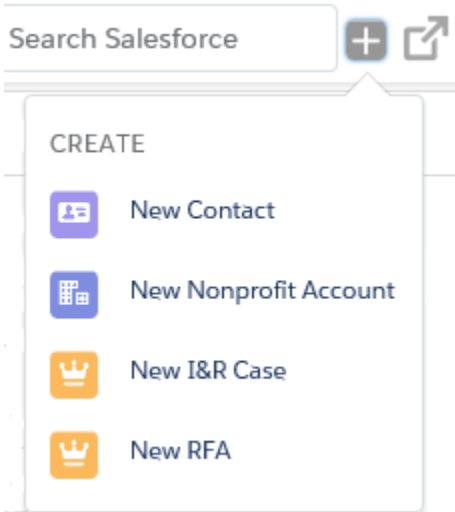 Search Salesforce
CREATE
New Contact
New Nonprofit Account
New I&R Case
New RFA